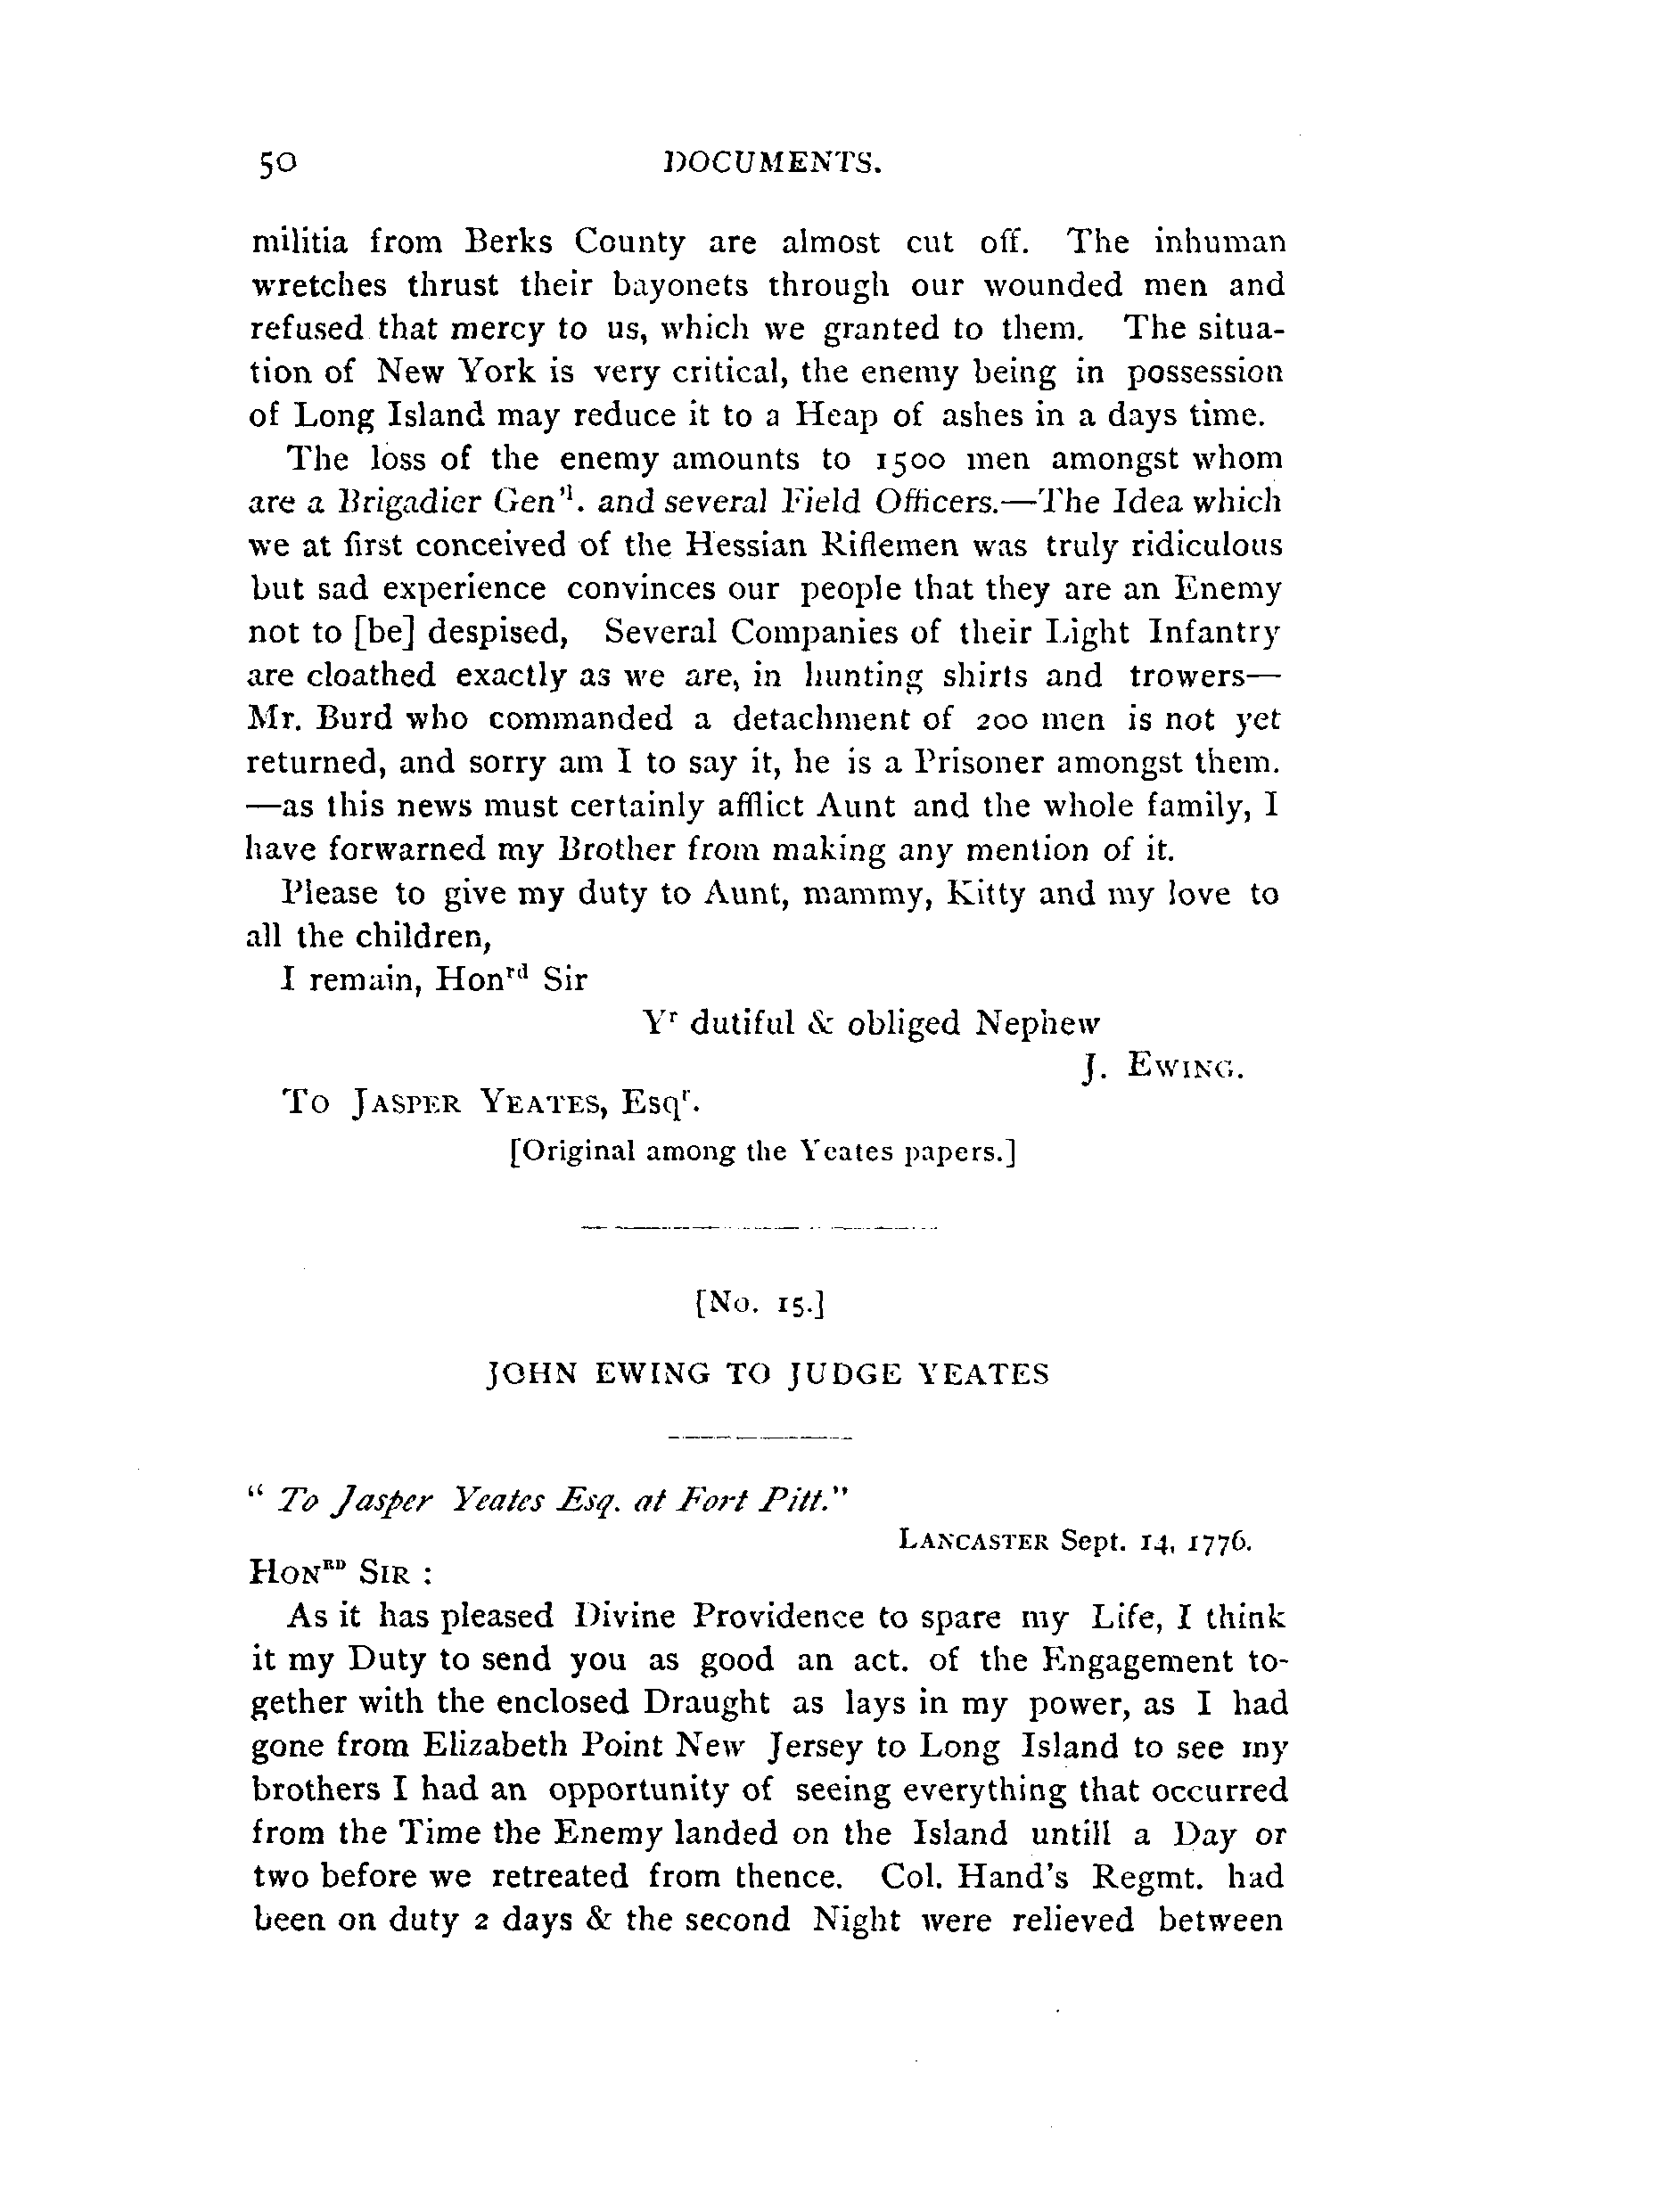 50 DOCUMENTS.
militia from Berks County are almost cut off. The inhuman
wretches thrust their bayonets through our wounded men and
refused that mercy to us, which we granted to them. The situa-
tion of New York is very critical, the enemy being in possession
of Long Island may reduce it to a Heap of ashes in a days time.
The loss of the enemy amounts to 1500 men amongst whom
are a Brigadier Gen'l. and several Field Officers.—The Idea which
we at first conceived of the Hessian Riflemen was truly ridiculous
but sad experience convinces our people that they are an Enemy
not to [be] despised, Several Companies of their Light Infantry
are cloathed exactly as we are, in hunting shirts and trowers—
Mr. Burd who commanded a detachment of 200 men is not yet
returned, and sorry am I to say it, he is a Prisoner amongst them.
—as this news must certainly afflict Aunt and the whole family, I
have forwarned my Brother from making any mention of it.
Please to give my duty to Aunt, mammy, Kitty and my love to
all the children,
I remain, Honrd Sir
Yr dutiful & obliged Nephew
J. EWING.
TO JASPER YEATES, Esqr.
[Original among the Yeates papers.]
[No. 15.]
JOHN EWING TO JUDGE YEATES
" To Jasper Yeates Esq. at Fort Pitt."
LANCASTER Sept. 14, 1776.
HONRD SIR :
As it has pleased Divine Providence to spare my Life, I think
it my Duty to send you as good an act. of the Engagement to-
gether with the enclosed Draught as lays in my power, as I had
gone from Elizabeth Point New Jersey to Long Island to see my
brothers I had an opportunity of seeing everything that occurred
from the Time the Enemy landed on the Island untill a Day or
two before we retreated from thence. Col. Hand's Regmt. had
been on duty 2 days & the second Night were relieved between